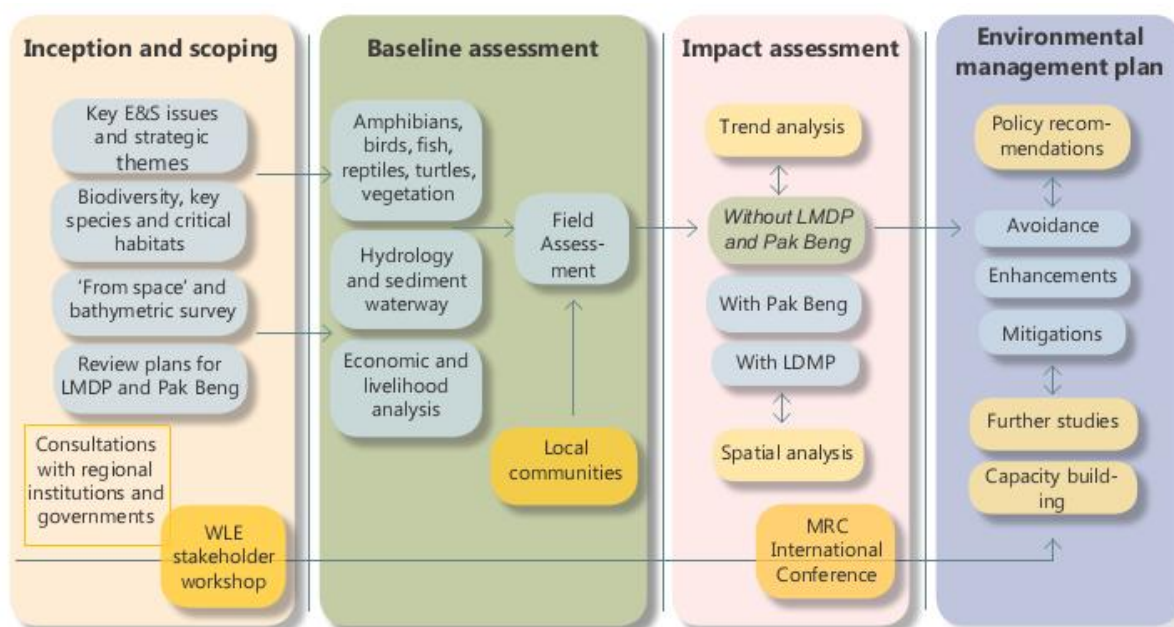 Inception and scoping
Key E&S issues
and strategic
themes
Biodiversity, key
species and critical
habitats
‘From space’ and
bathymetric survey
Review plans for
LMDP and Pak Beng
Consultations
with regional
institutions and
governments
WLE
stakeholder
workshop
Baseline assessment
Amphibians,
birds, fish,
reptiles, turtles,
vegetation
Hydrology
and sediment
waterway
Economic and
livelihood
analysis
Field
Assess-
ment
Local
communities
Impact assessment
Trend analysis
Without LMDP
and Pak Beng
With Pak Beng
With LDMP
Spatial analysis
MRC
International
Conference
Environmental
management plan
Policy recom-
mendations
Avoidance
Enhancements
Mitigations
Further studies
Capacity build-
ing